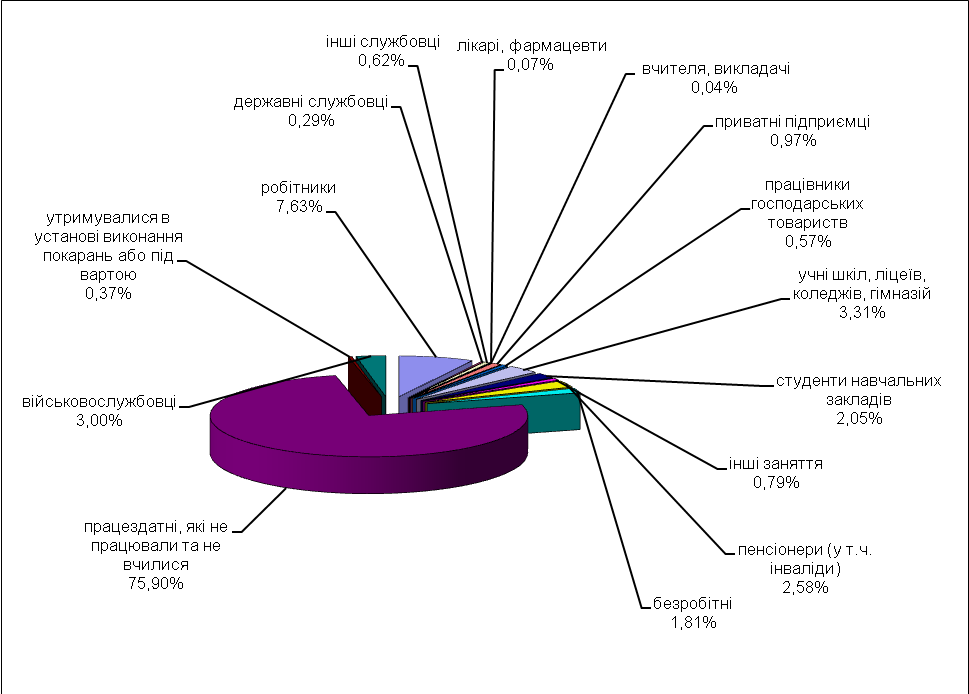 інші службовці
0,62%
лікарі, фармацевти
0,07%
вчителя, викладачі
0,04%
державні службовці
0,29%
приватні підприємці
0,97%
робітники
7,63%
працівники
господарських
товариств
0,57%
утримувалися в
установі виконання
покарань або під
вартою
0,37%
учні шкіл, ліцеїв,
коледжів, гімназій
3,31%
військовослужбовці
3,00%
студенти навчальних
закладів
2,05%
інші заняття
0,79%
працездатні, які не
працювали та не
вчилися
75,90%
пенсіонери (у т.ч.
інваліди)
2,58%
безробітні
1,81%